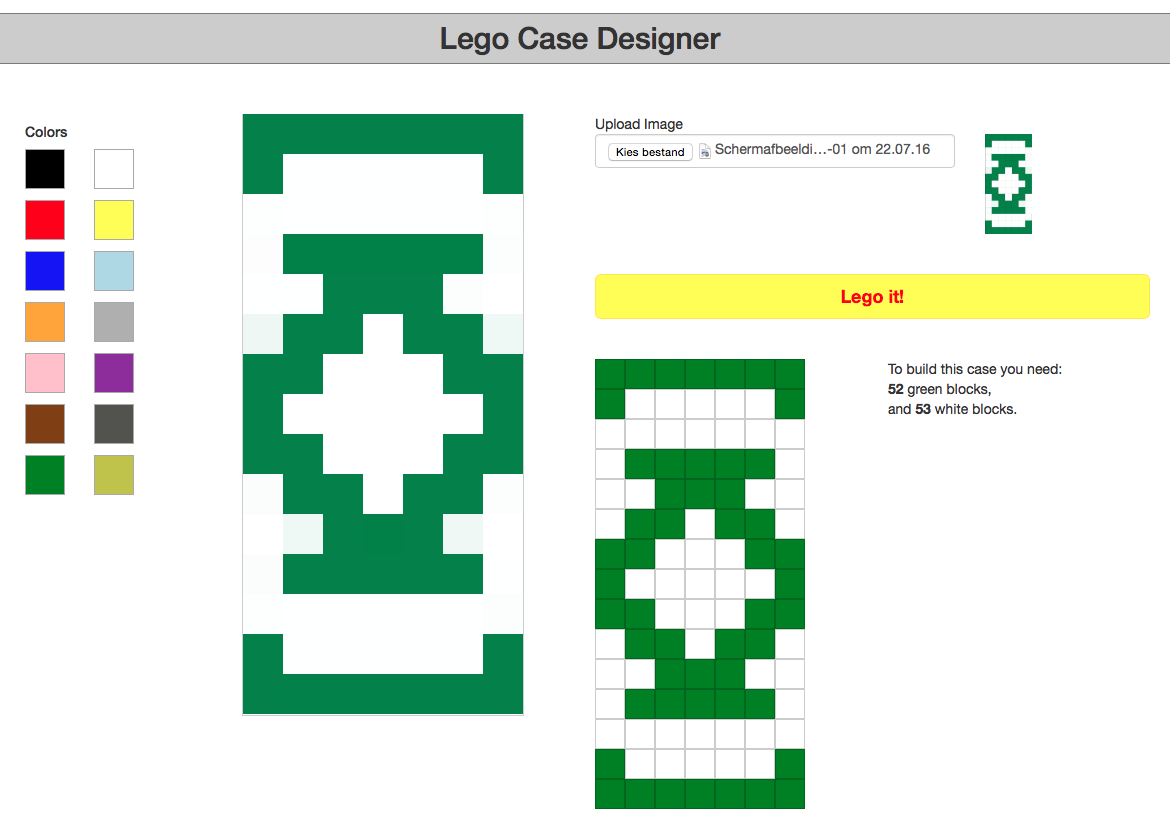 Lego Case Designer
Colors
Upload Image
Kies bestand Schermafbeeldi...-01 om 22.07.16
Lego it!
To build this case you need:
52 green blocks,
and 53 white blocks.